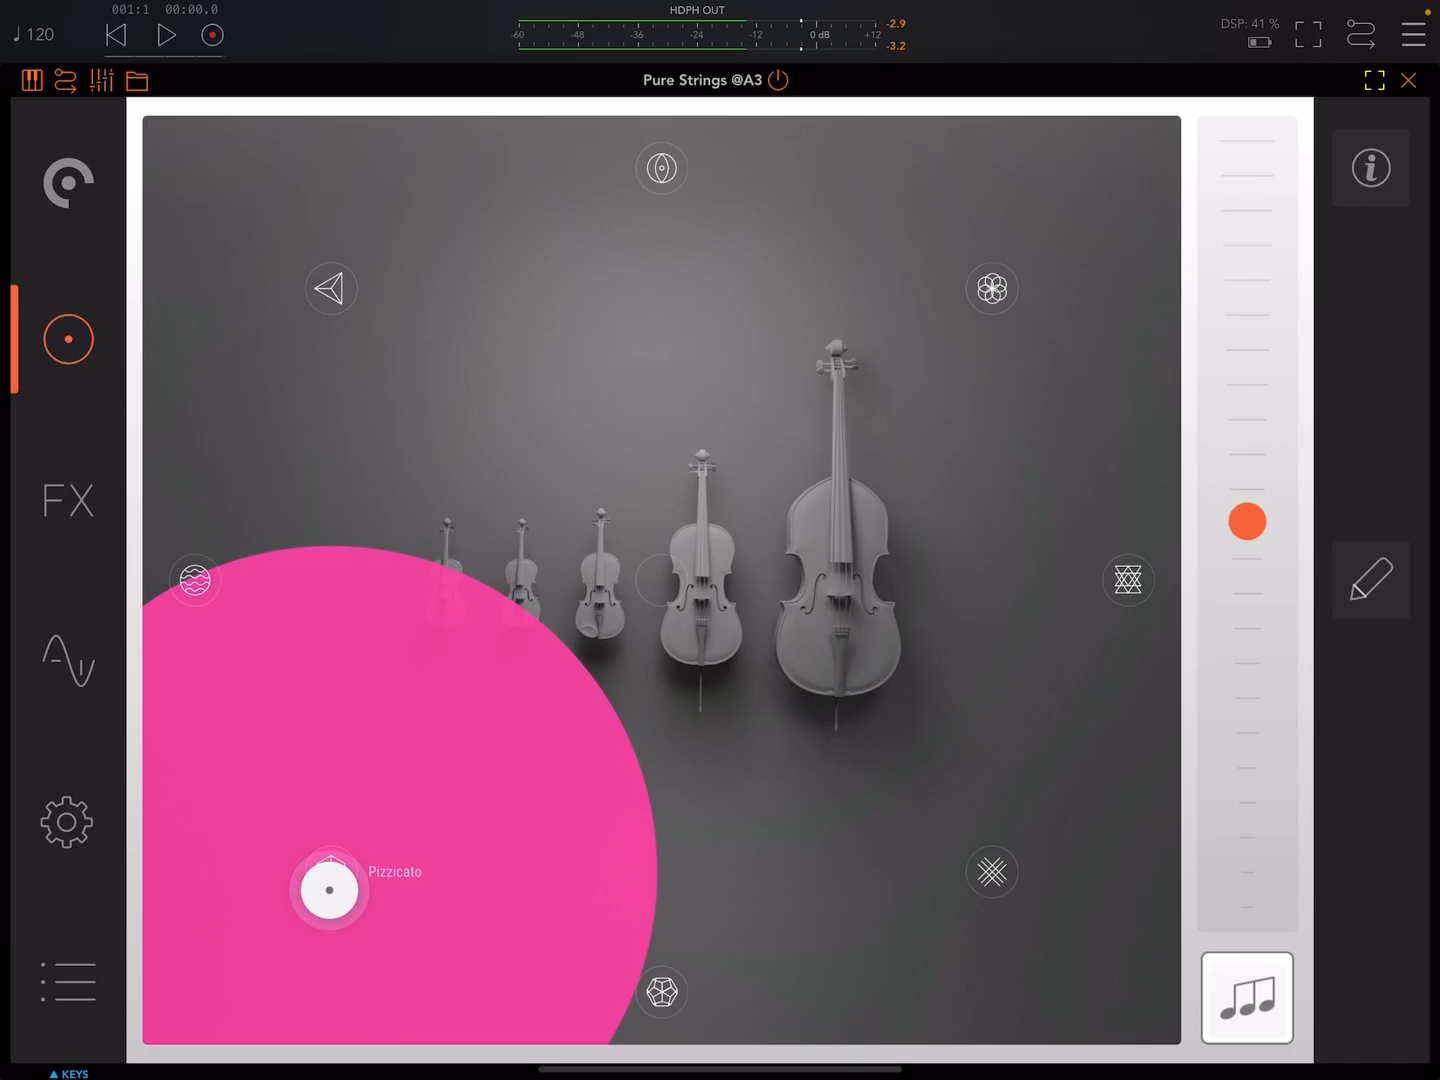 001:1 00:00.0
HDPH OUT
♩120
-60 -48 -36 -24 -12 0 dB +12
-2.9
-3.2
DSP: 41 %
Pure Strings @A3
i
FX
Pizzicato
▲ KEYS